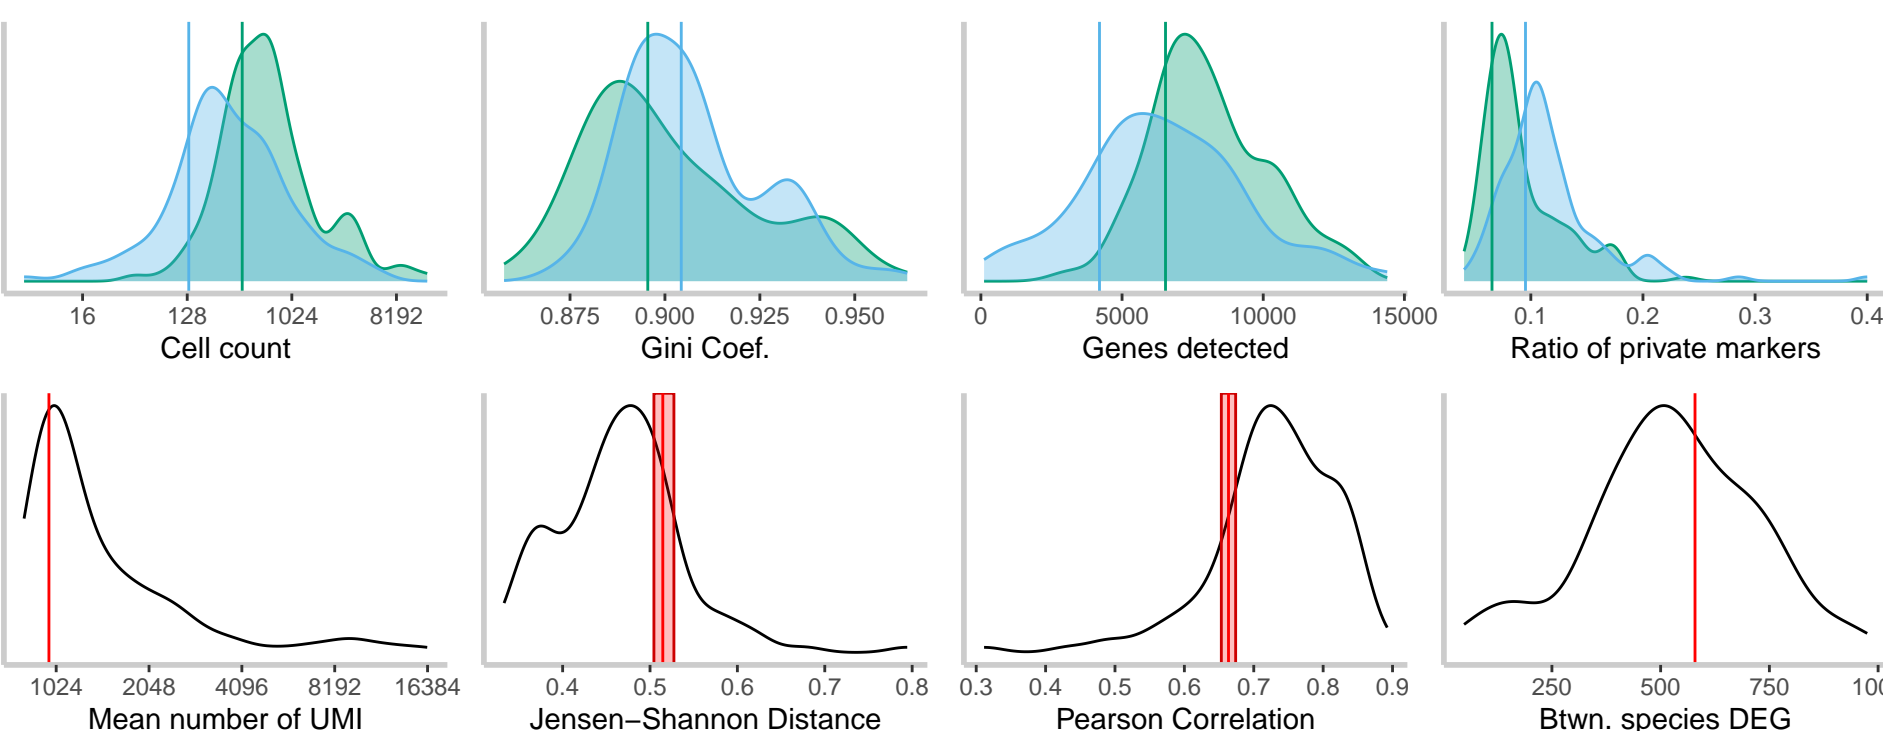 16 128 1024 8192
Cell count
0.875 0.900 0.925 0.950
Gini Coef.
0 5000 10000 15000
Genes detected
0.1 0.2 0.3 0.4
Ratio of private markers
1024 2048 4096 8192 16384
Mean number of UMI
0.4 0.5 0.6 0.7 0.8
Jensen−Shannon Distance
0.3 0.4 0.5 0.6 0.7 0.8 0.9
Pearson Correlation
250 500 750
Btwn. species DEG